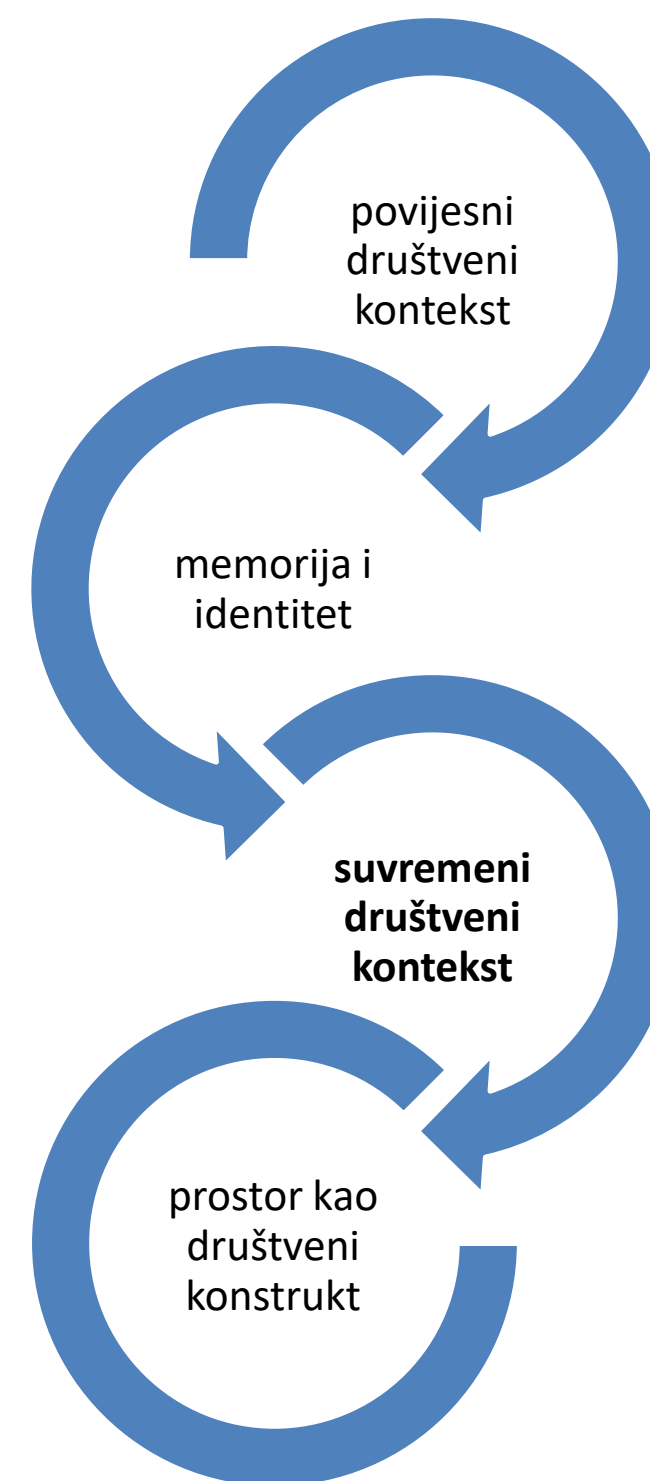 povijesni
društveni
kontekst
memorija i
identitet
suvremeni
društveni
kontekst
prostor kao
društveni
konstrukt